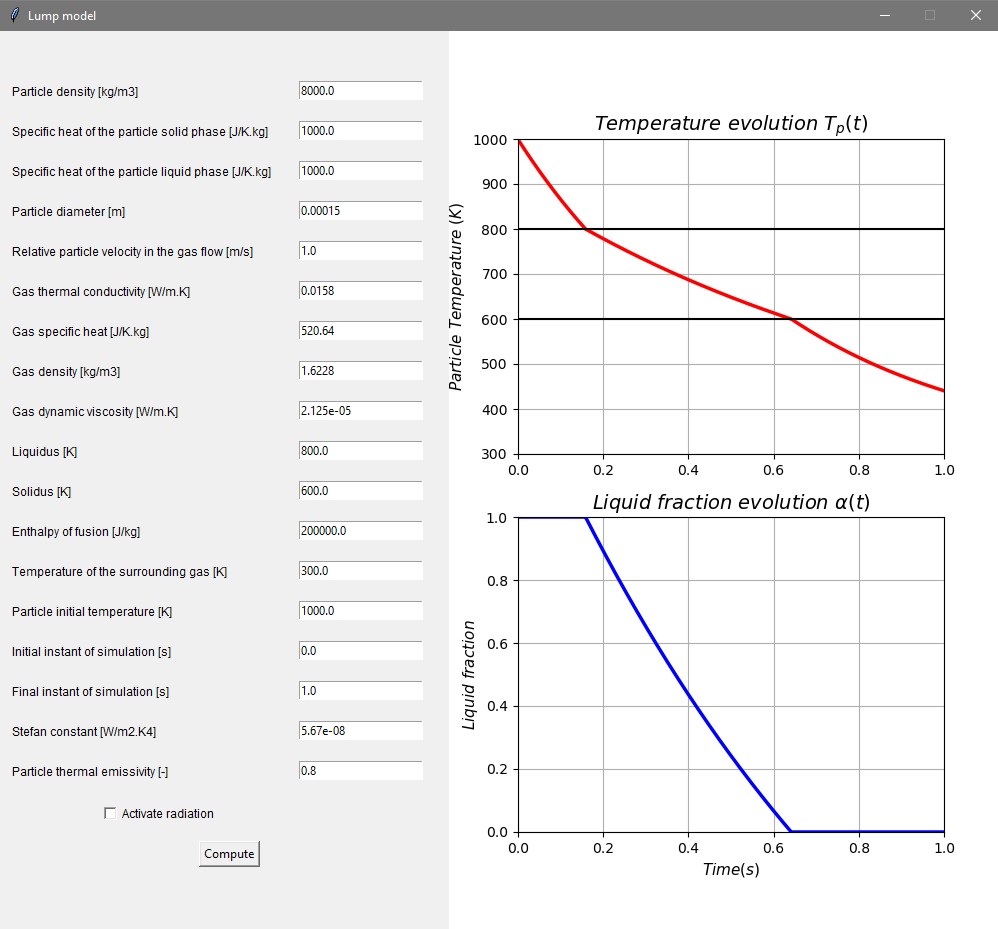 Lump model
Particle density [kg/m3] 8000.0
Specific heat of the particle solid phase [J/K.kg] 1000.0
Specific heat of the particle liquid phase [J/K.kg] 1000.0
Particle diameter [m] 0.00015
Relative particle velocity in the gas flow [m/s] 1.0
Gas thermal conductivity [W/m.K] 0.0158
Gas specific heat [J/K.kg] 520.64
Gas density [kg/m3] 1.6228
Gas dynamic viscosity [W/m.K] 2.125e-05
Liquidus [K] 800.0
Solidus [K] 600.0
Enthalpy of fusion [J/kg] 200000.0
Temperature of the surrounding gas [K] 300.0
Particle initial temperature [K] 1000.0
Initial instant of simulation [s] 0.0
Final instant of simulation [s] 1.0
Stefan constant [W/m2.K4] 5.67e-08
Particle thermal emissivity [-] 0.8
Activate radiation
Compute
Temperature evolution Tp(t)
Particle Temperature (K)
1000
900
800
700
600
500
400
300
0.0 0.2 0.4 0.6 0.8 1.0
Liquid fraction evolution α(t)
Liquid fraction
1.0
0.8
0.6
0.4
0.2
0.0
0.0 0.2 0.4 0.6 0.8 1.0
Time(s)